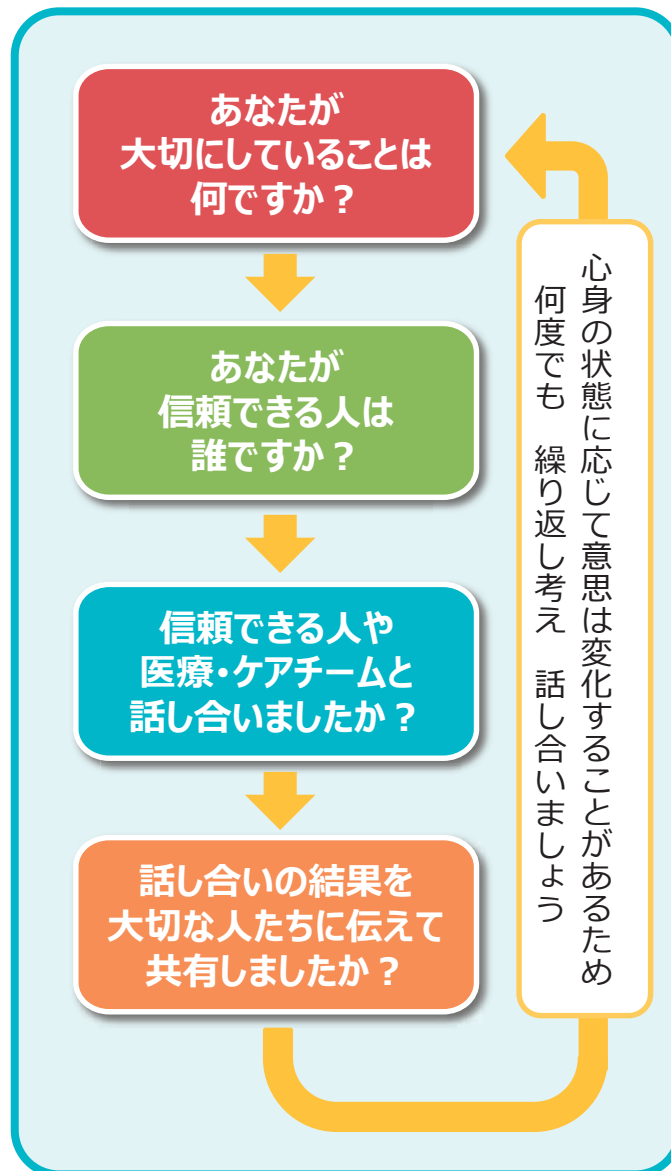 あなたが
大切にしていることは
何ですか？
あなたが
信頼できる人は
誰ですか？
信頼できる人や
医療・ケアチームと
話し合いましたか？
話し合いの結果を
大切な人たちに伝えて
共有しましたか？
心身の状態に応じて意思は変化することがあるため
何度でも　繰り返し考え　話し合いましょう